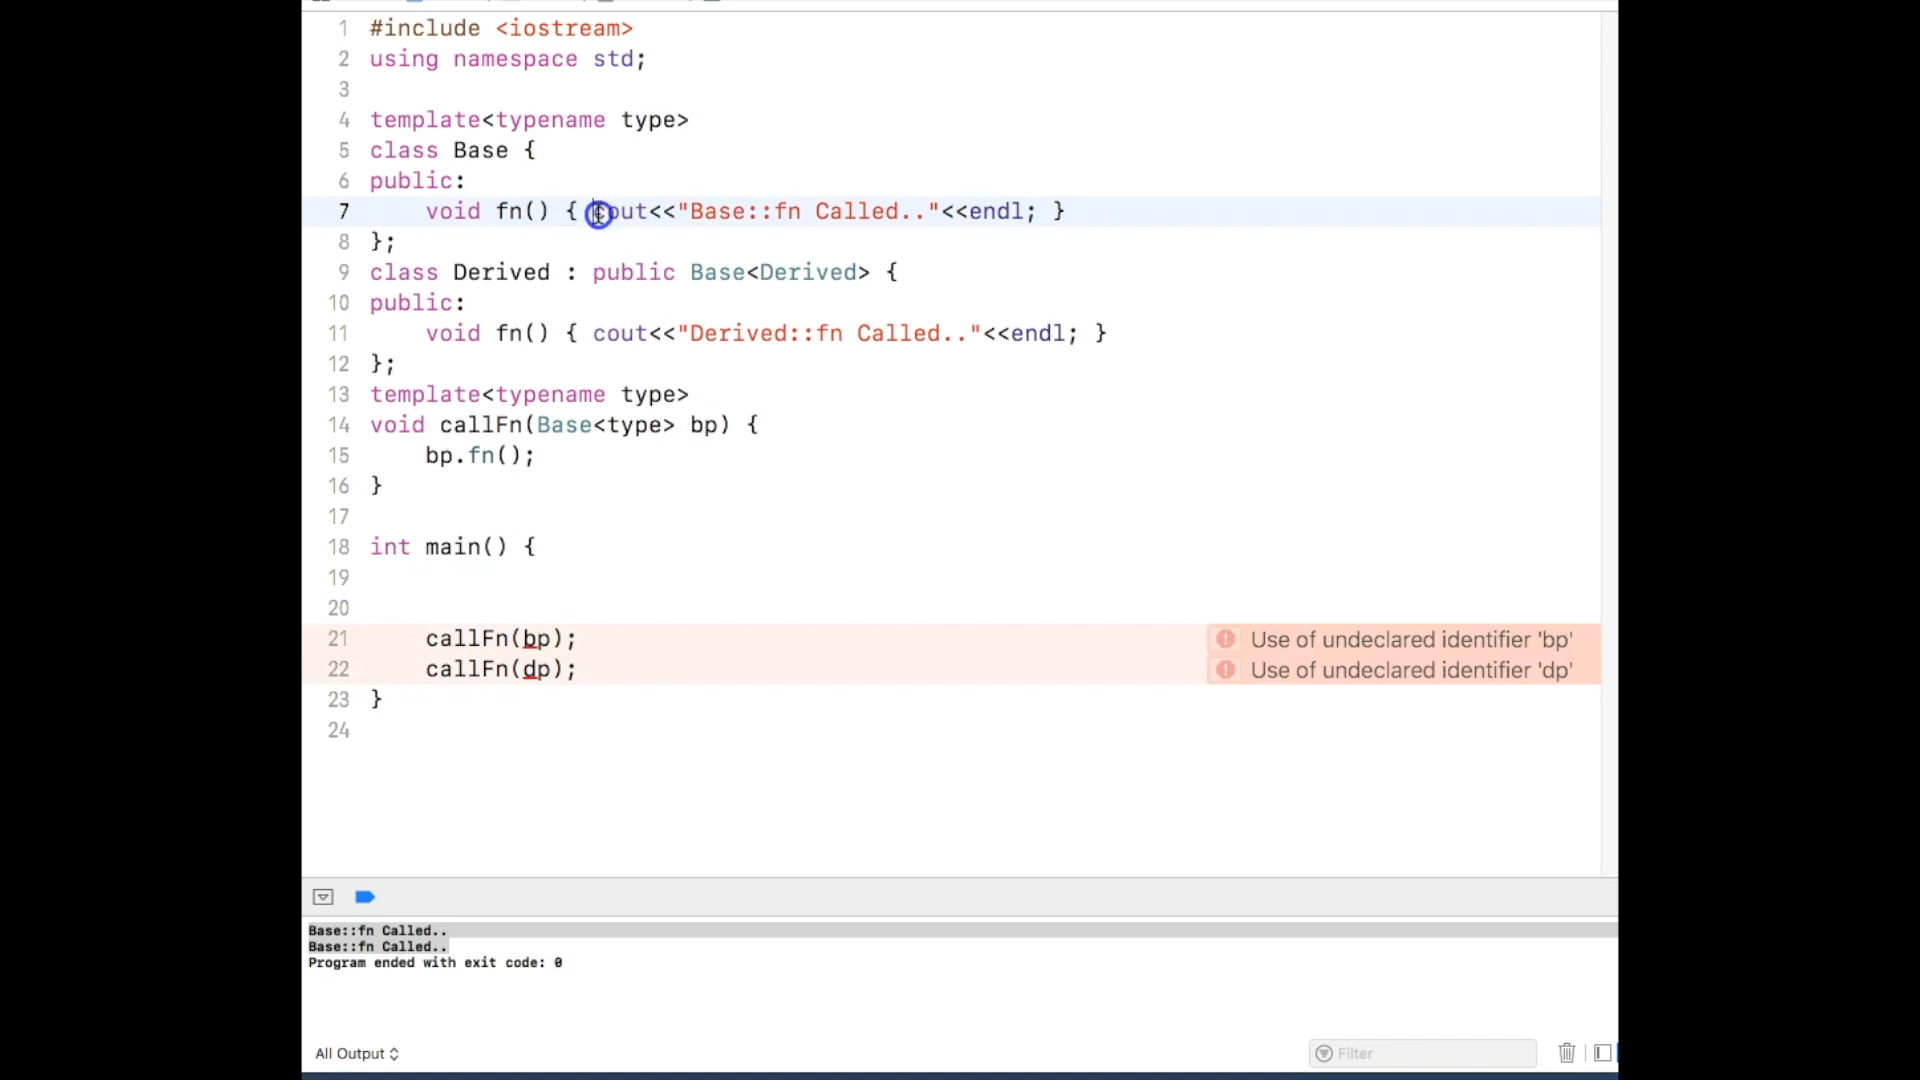 1 #include <iostream>
2 using namespace std;
3
4 template<typename type>
5 class Base {
6 public:
7 void fn() { cout<<"Base::fn Called.."<<endl; }
8 };
9 class Derived : public Base<Derived> {
10 public:
11 void fn() { cout<<"Derived::fn Called.."<<endl; }
12 };
13 template<typename type>
14 void callFn(Base<type> bp) {
15 bp.fn();
16 }
17
18 int main() {
19
20
21 callFn(bp); Use of undeclared identifier 'bp'
22 callFn(dp); Use of undeclared identifier 'dp'
23 }
24
Base::fn Called..
Base::fn Called..
Program ended with exit code: 0
All Output Filter